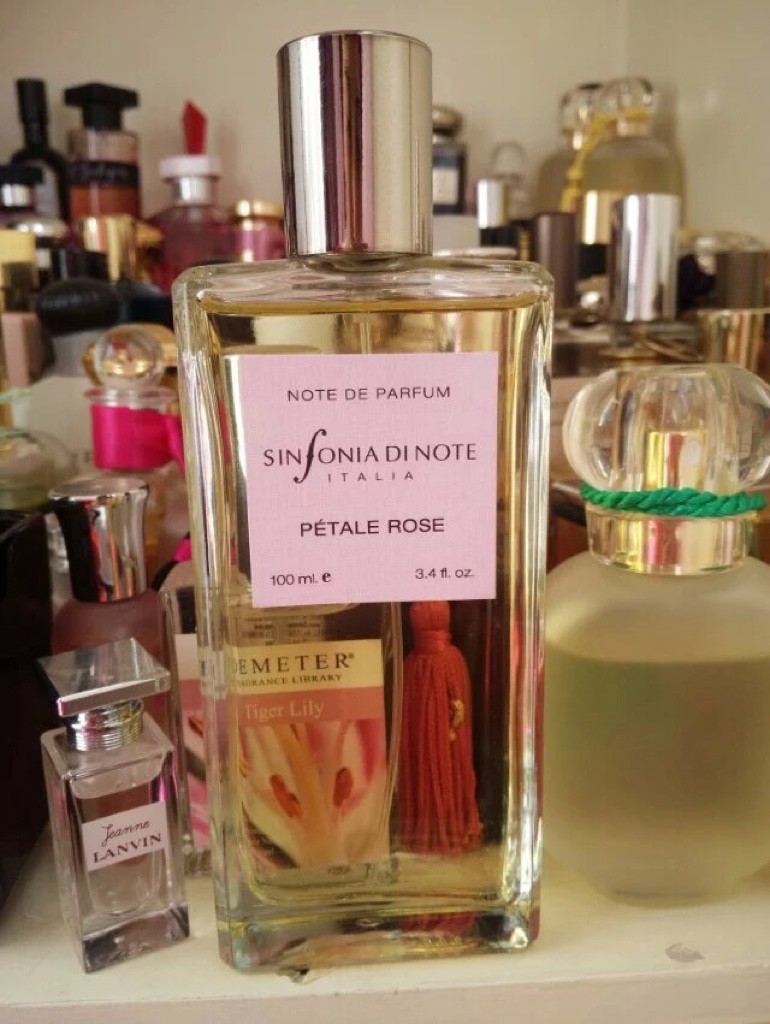 NOTE DE PARFUM
SINFONIA DI NOTE
ITALIA
PÉTALE ROSE
100 ml. e 3.4 fl. oz.
DEMETER®
FRAGRANCE LIBRARY
Tiger Lily
Jeanne
LANVIN